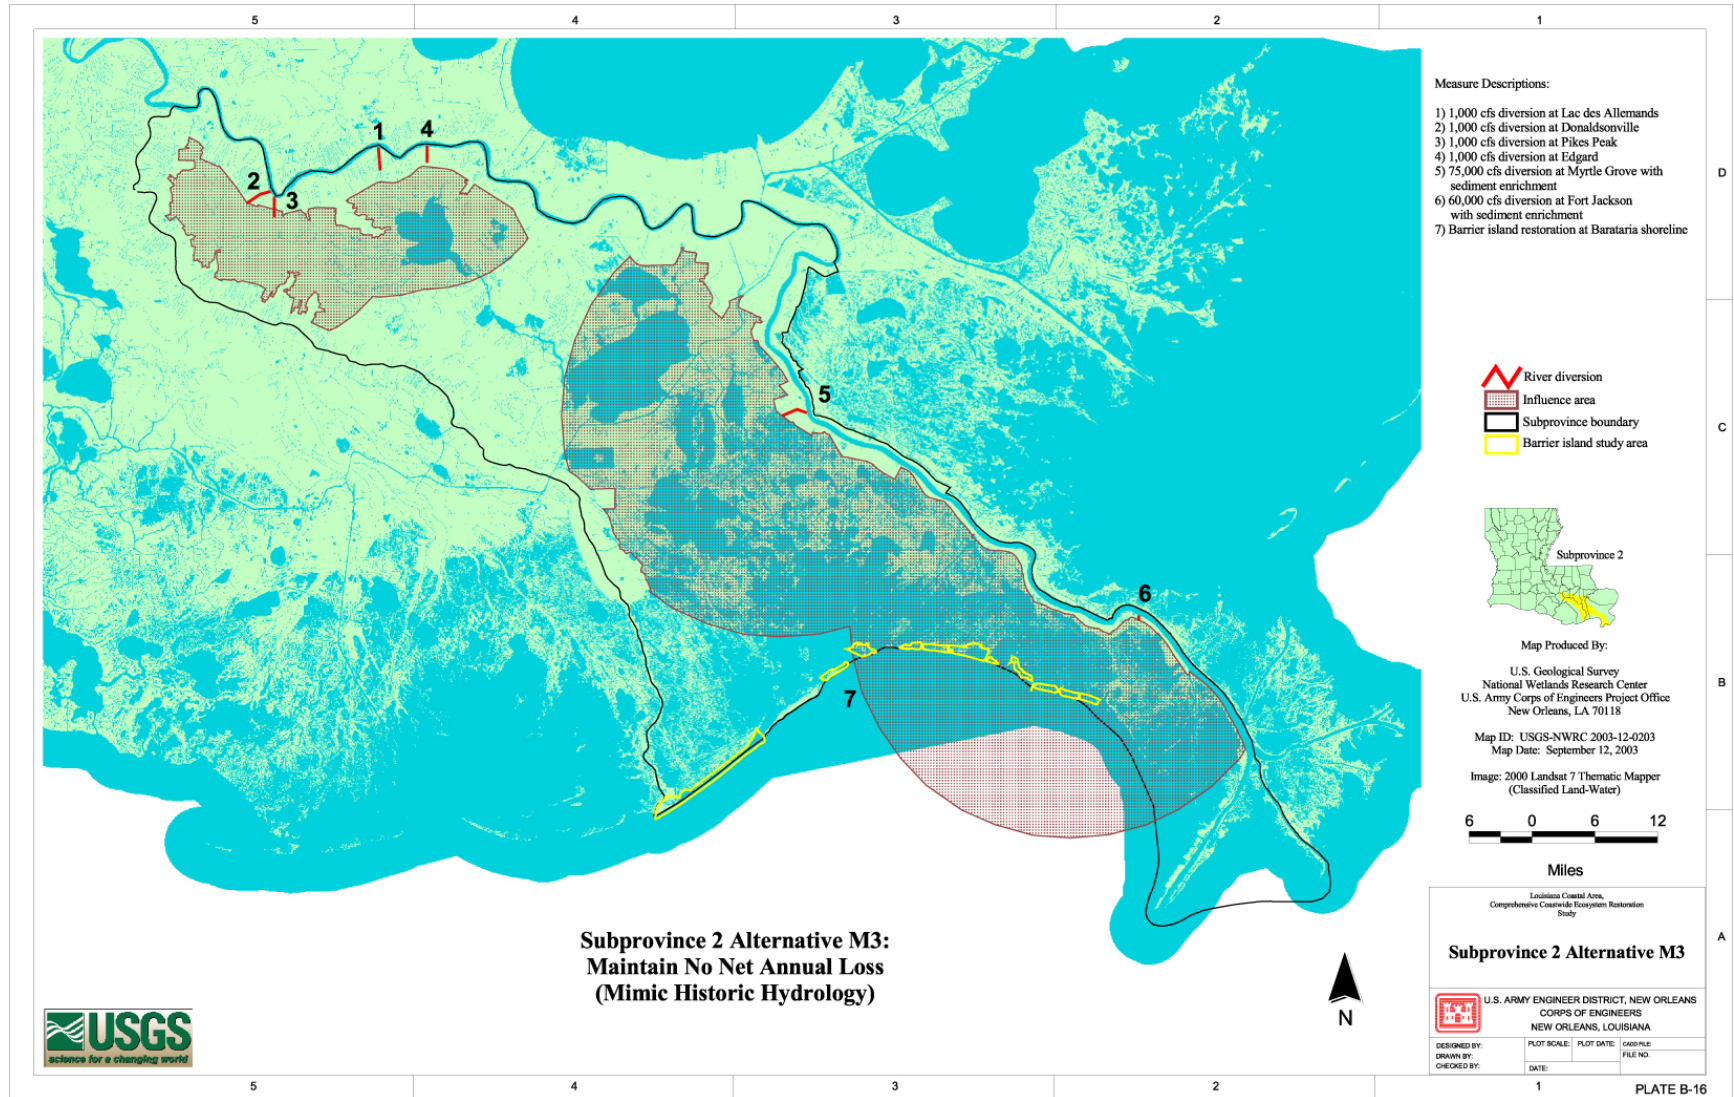 5 4 3 2 1
Measure Descriptions:
1) 1,000 cfs diversion at Lac des Allemands
2) 1,000 cfs diversion at Donaldsonville
3) 1,000 cfs diversion at Pikes Peak
4) 1,000 cfs diversion at Edgard
5) 75,000 cfs diversion at Myrtle Grove with
sediment enrichment
6) 60,000 cfs diversion at Fort Jackson
with sediment enrichment
7) Barrier island restoration at Barataria shoreline
D
C
B
A
1
4
2
3
5
6
7
River diversion
Influence area
Subprovince boundary
Barrier island study area
Subprovince 2
Map Produced By:
U.S. Geological Survey
National Wetlands Research Center
U.S. Army Corps of Engineers Project Office
New Orleans, LA 70118
Map ID: USGS-NWRC 2003-12-0203
Map Date: September 12, 2003
Image: 2000 Landsat 7 Thematic Mapper
(Classified Land-Water)
6 0 6 12
Miles
Louisiana Coastal Area,
Comprehensive Coastwide Ecosystem Restoration
Study
Subprovince 2 Alternative M3
U.S. ARMY ENGINEER DISTRICT, NEW ORLEANS
CORPS OF ENGINEERS
NEW ORLEANS, LOUISIANA
DESIGNED BY:
DRAWN BY:
CHECKED BY:
PLOT SCALE: PLOT DATE: CADD FILE:
FILE NO.
DATE:
Subprovince 2 Alternative M3:
Maintain No Net Annual Loss
(Mimic Historic Hydrology)
N
USGS
science for a changing world
5 4 3 2 1
PLATE B-16